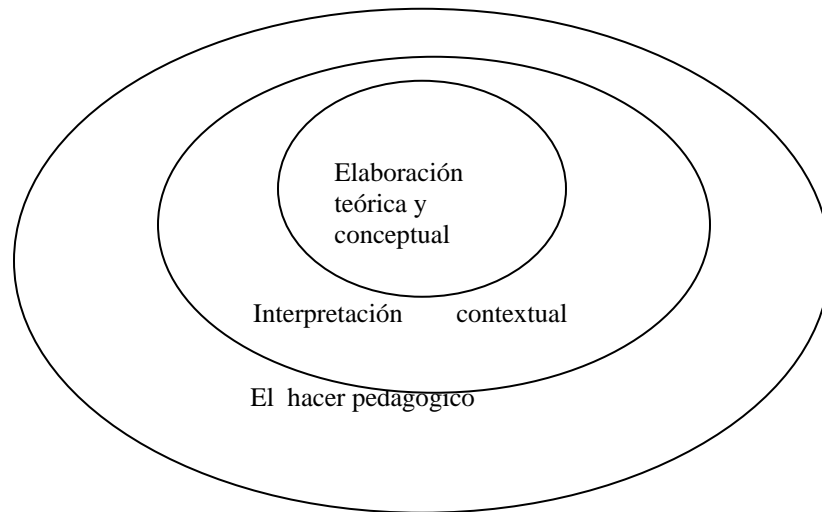 Elaboración
teórica y
conceptual
Interpretación contextual
El hacer pedagógico